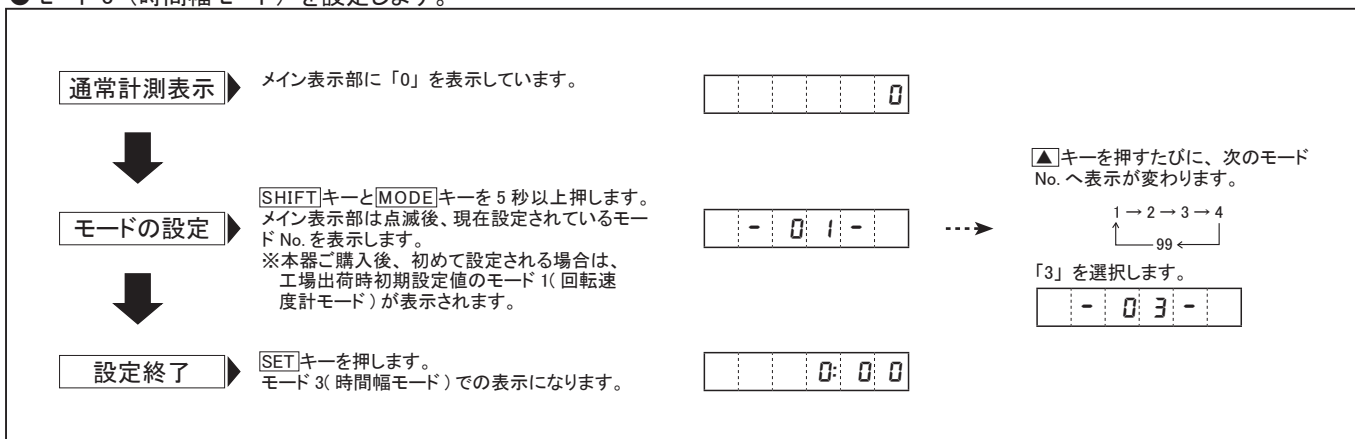 ● モード 3 (時間幅モード) を設定します。
通常計測表示
メイン表示部に「0」を表示しています。
0
モードの設定
SHIFTキーとMODEキーを5秒以上押します。
メイン表示部は点滅後、現在設定されているモー
ドNo.を表示します。
※本器ご購入後、初めて設定される場合は、
工場出荷時初期設定値のモード1(回転速
度計モード)が表示されます。
- 01-
▲キーを押すたびに、次のモード
No.へ表示が変わります。
1→2→3→4
99
「3」を選択します。
- 03-
設定終了
SETキーを押します。
モード3(時間幅モード)での表示になります。
0:00